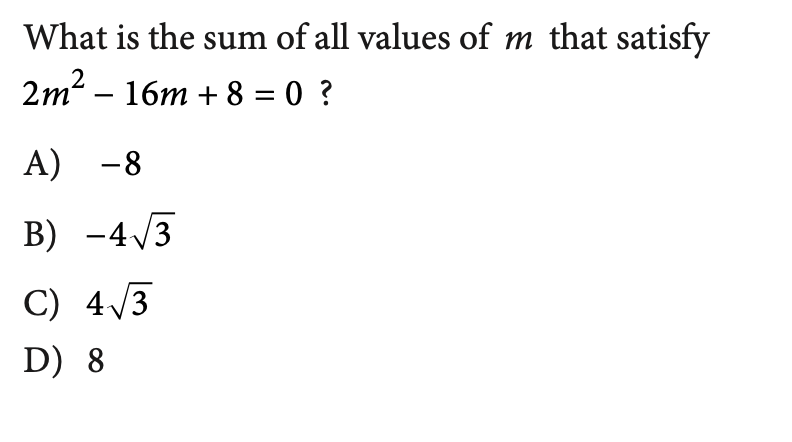 What is the sum of all values of m that satisfy
2m² – 16m + 8 = 0 ?
A) −8
B) −4√3
C) 4√3
D) 8